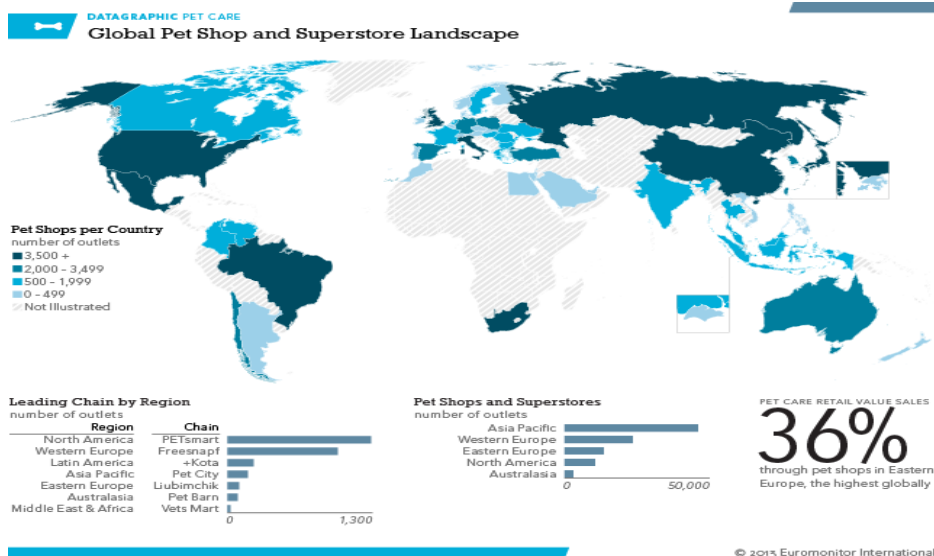 DATAGRAPHIC PET CARE
Global Pet Shop and Superstore Landscape
Pet Shops per Country
number of outlets
3,500 +
2,000 – 3,499
500 – 1,999
0 – 499
Not Illustrated
Leading Chain by Region
number of outlets
Region Chain
North America PETsmart
Western Europe Freesnapf
Latin America +Kota
Asia Pacific Pet City
Eastern Europe Liubimchik
Australasia Pet Barn
Middle East & Africa Vets Mart
0 1,300
Pet Shops and Superstores
number of outlets
Asia Pacific
Western Europe
Eastern Europe
North America
Australasia
0 50,000
PET CARE RETAIL VALUE SALES
36%
through pet shops in Eastern
Europe, the highest globally
© 2013 Euromonitor International